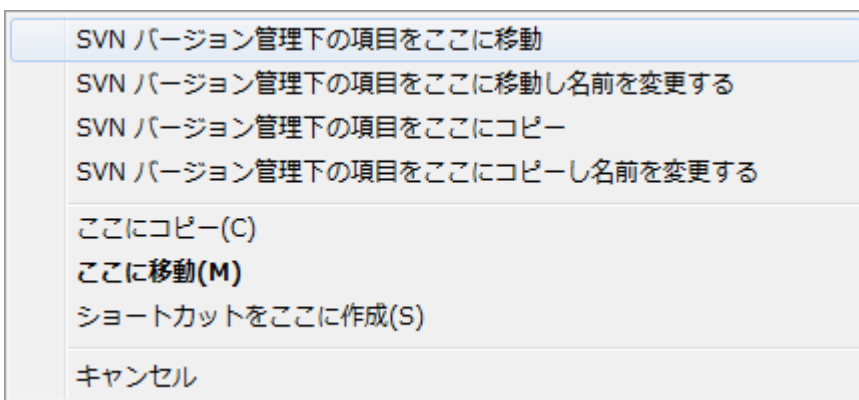 SVN バージョン管理下の項目をここに移動
SVN バージョン管理下の項目をここに移動し名前を変更する
SVN バージョン管理下の項目をここにコピー
SVN バージョン管理下の項目をここにコピーし名前を変更する
ここにコピー(C)
ここに移動(M)
ショートカットをここに作成(S)
キャンセル